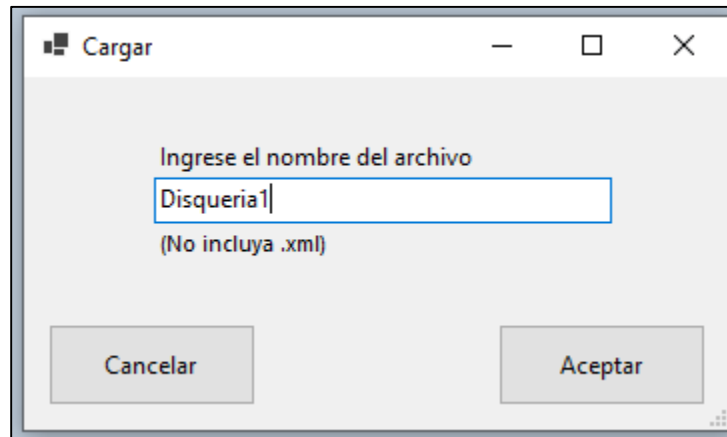 Cargar
Ingrese el nombre del archivo
Disqueria1
(No incluya .xml)
Cancelar
Aceptar